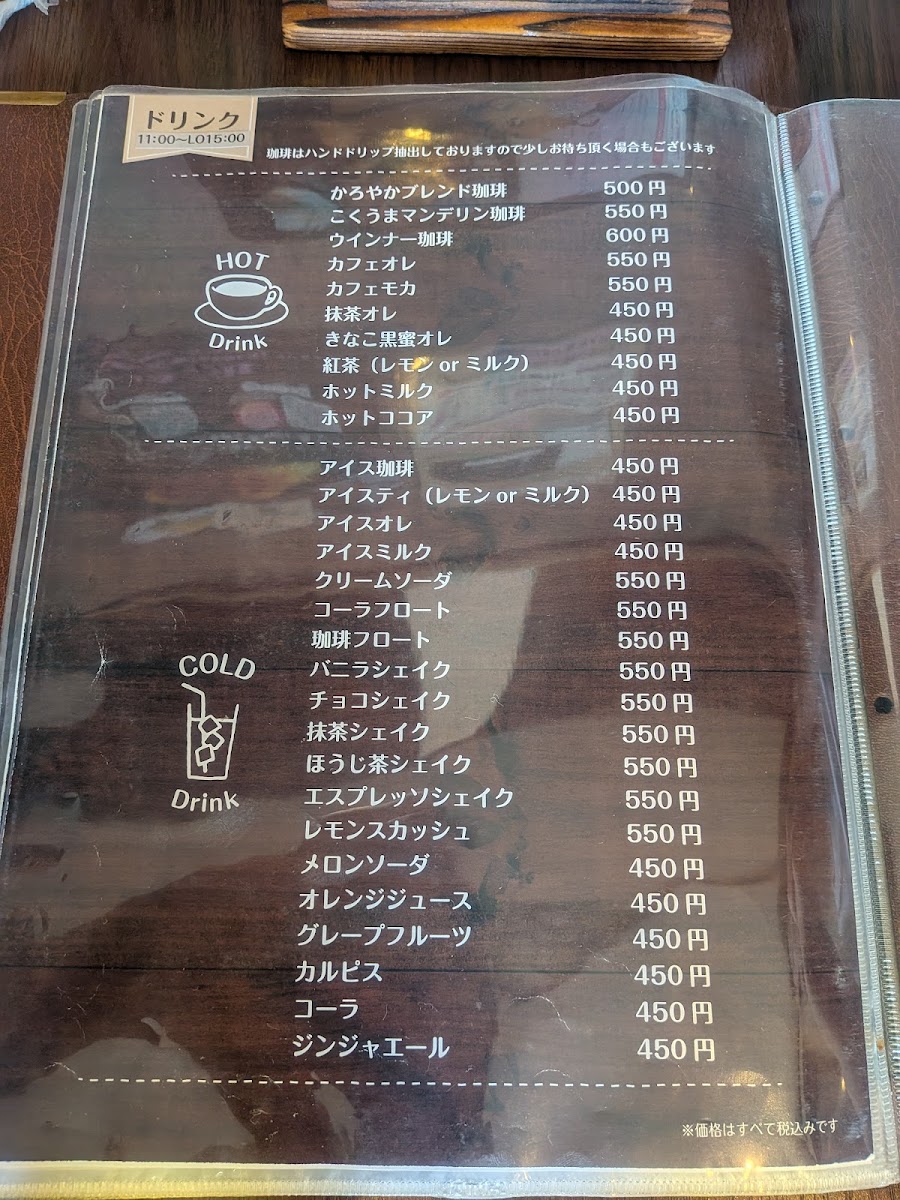 ドリンク
11:00〜LO15:00
珈琲はハンドドリップ抽出しておりますので少しお待ち頂く場合もございます
HOT
Drink
かろやかブレンド珈琲 500円
こくうまマンデリン珈琲 550円
ウインナー珈琲 600円
カフェオレ 550円
カフェモカ 550円
抹茶オレ 450円
きなこ黒蜜オレ 450円
紅茶（レモン or ミルク） 450円
ホットミルク 450円
ホットココア 450円
COLD
Drink
アイス珈琲 450円
アイスティ（レモン or ミルク） 450円
アイスオレ 450円
アイスミルク 450円
クリームソーダ 550円
コーラフロート 550円
珈琲フロート 550円
バニラシェイク 550円
チョコシェイク 550円
抹茶シェイク 550円
ほうじ茶シェイク 550円
エスプレッソシェイク 550円
レモンスカッシュ 550円
メロンソーダ 450円
オレンジジュース 450円
グレープフルーツ 450円
カルピス 450円
コーラ 450円
ジンジャエール 450円
※価格はすべて税込みです